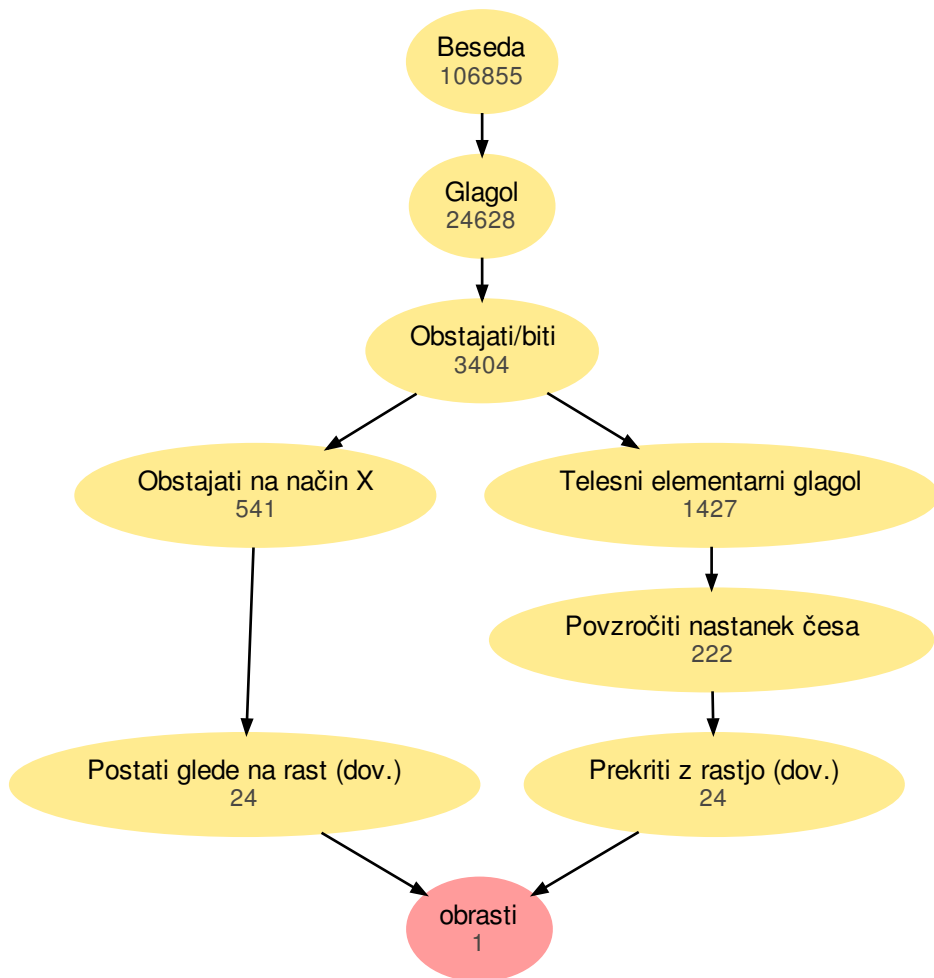 Beseda
106855
Glagol
24628
Obstajati/biti
3404
Obstajati na način X
541
Telesni elementarni glagol
1427
Povzročiti nastanek česa
222
Postati glede na rast (dov.)
24
Prekriti z rastjo (dov.)
24
obrasti
1